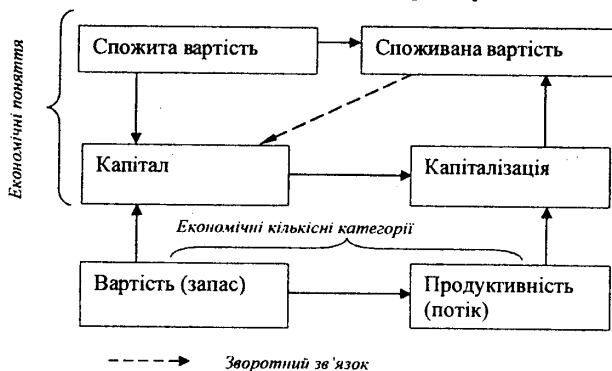 Економічні поняття
Спожита вартість
Споживана вартість
Капітал
Капіталізація
Економічні кількісні категорії
Вартість (запас)
Продуктивність
(потік)
Зворотний зв'язок